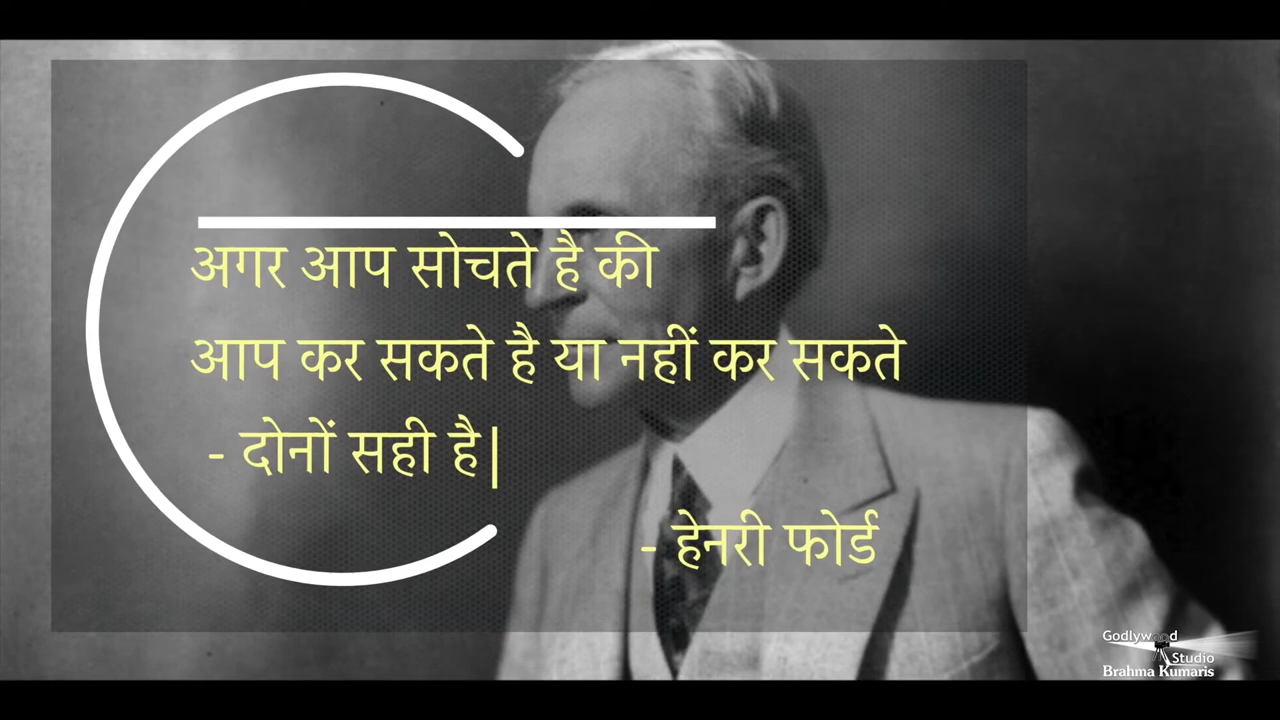 अगर आप सोचते है की
आप कर सकते है या नहीं कर सकते
- दोनों सही है|
- हेनरी फोर्ड
Godlywood
Studio
Brahma Kumaris